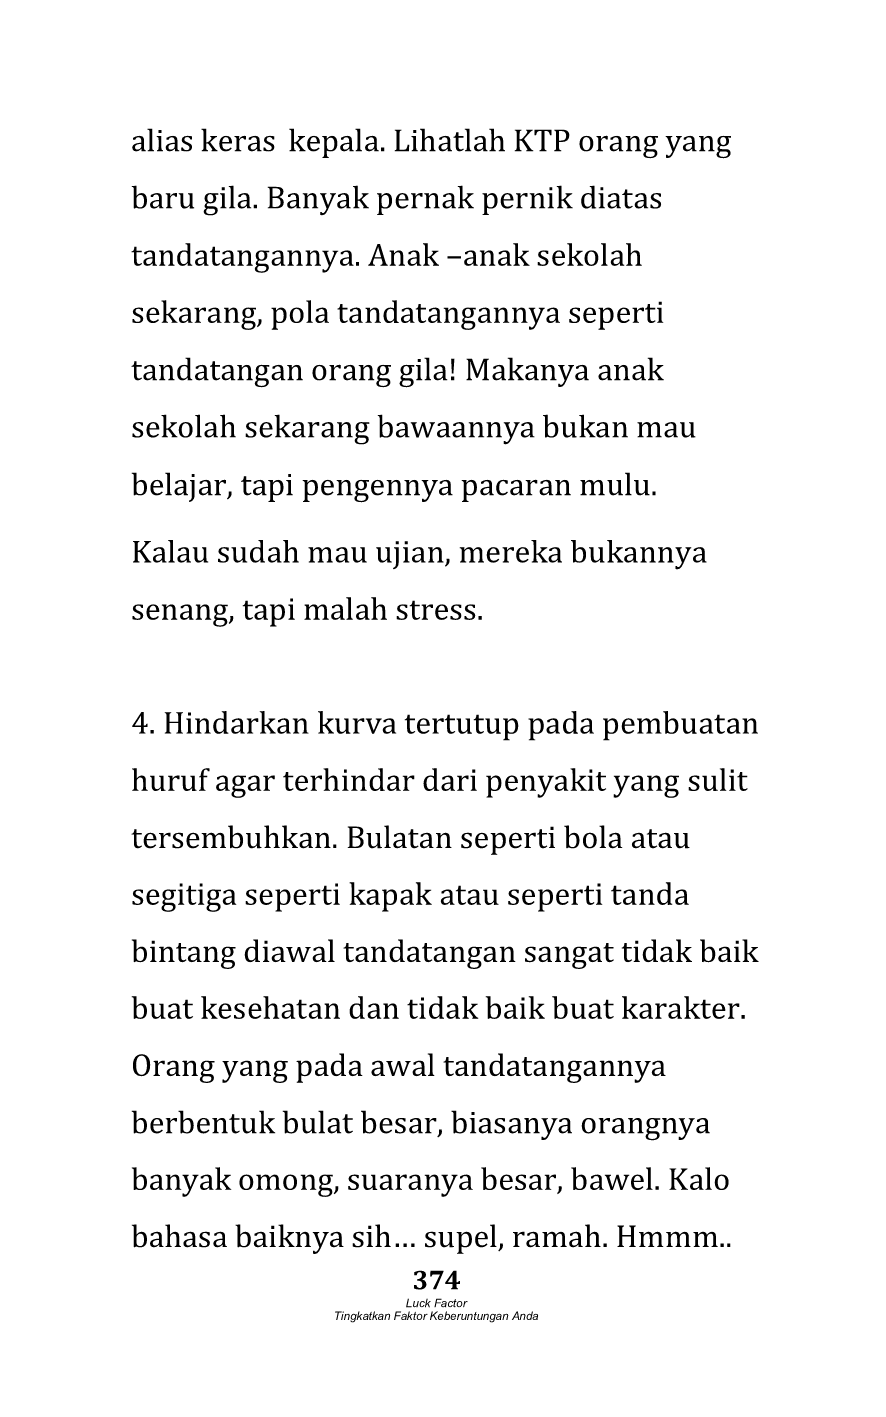 alias keras  kepala. Lihatlah KTP orang yang
baru gila. Banyak pernak pernik diatas
tandatangannya. Anak –anak sekolah
sekarang, pola tandatangannya seperti
tandatangan orang gila! Makanya anak
sekolah sekarang bawaannya bukan mau
belajar, tapi pengennya pacaran mulu.
Kalau sudah mau ujian, mereka bukannya
senang, tapi malah stress.
4. Hindarkan kurva tertutup pada pembuatan
huruf agar terhindar dari penyakit yang sulit
tersembuhkan. Bulatan seperti bola atau
segitiga seperti kapak atau seperti tanda
bintang diawal tandatangan sangat tidak baik
buat kesehatan dan tidak baik buat karakter.
Orang yang pada awal tandatangannya
berbentuk bulat besar, biasanya orangnya
banyak omong, suaranya besar, bawel. Kalo
bahasa baiknya sih… supel, ramah. Hmmm..
374
Luck Factor
Tingkatkan Faktor Keberuntungan Anda